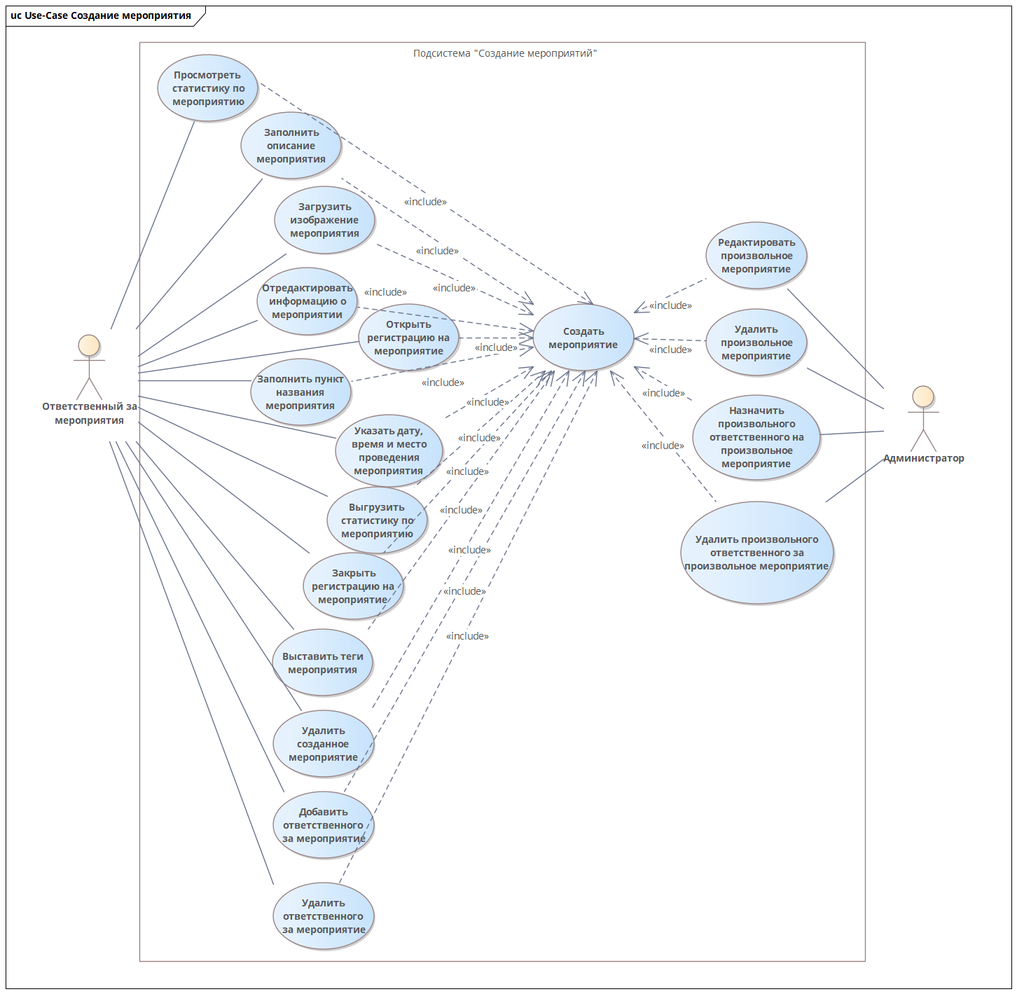 uc Use-Case Создание мероприятия
Подсистема "Создание мероприятий"
Просмотреть
статистику по
мероприятию
Заполнить
описание
мероприятия
«include»
Загрузить
изображение
мероприятия
«include»
Редактировать
произвольное
мероприятие
Отредактировать
информацию о
мероприятии
«include»
«include»
«include»
Открыть
регистрацию на
мероприятие
«include»
Создать
мероприятие
Удалить
произвольное
мероприятие
«include»
Ответственный за
мероприятия
Заполнить пункт
названия
мероприятия
«include»
«include»
Назначить
произвольного
ответственного на
произвольное
мероприятие
Администратор
Указать дату,
время и место
проведения
мероприятия
«include»
«include»
«include»
«include»
Выгрузить
статистику по
мероприятию
«include»
Удалить произвольного
ответственного за
произвольное мероприятие
Закрыть
регистрацию на
мероприятие
«include»
«include»
Выставить теги
мероприятия
«include»
Удалить
созданное
мероприятие
Добавить
ответственного
за мероприятие
Удалить
ответственного
за мероприятие